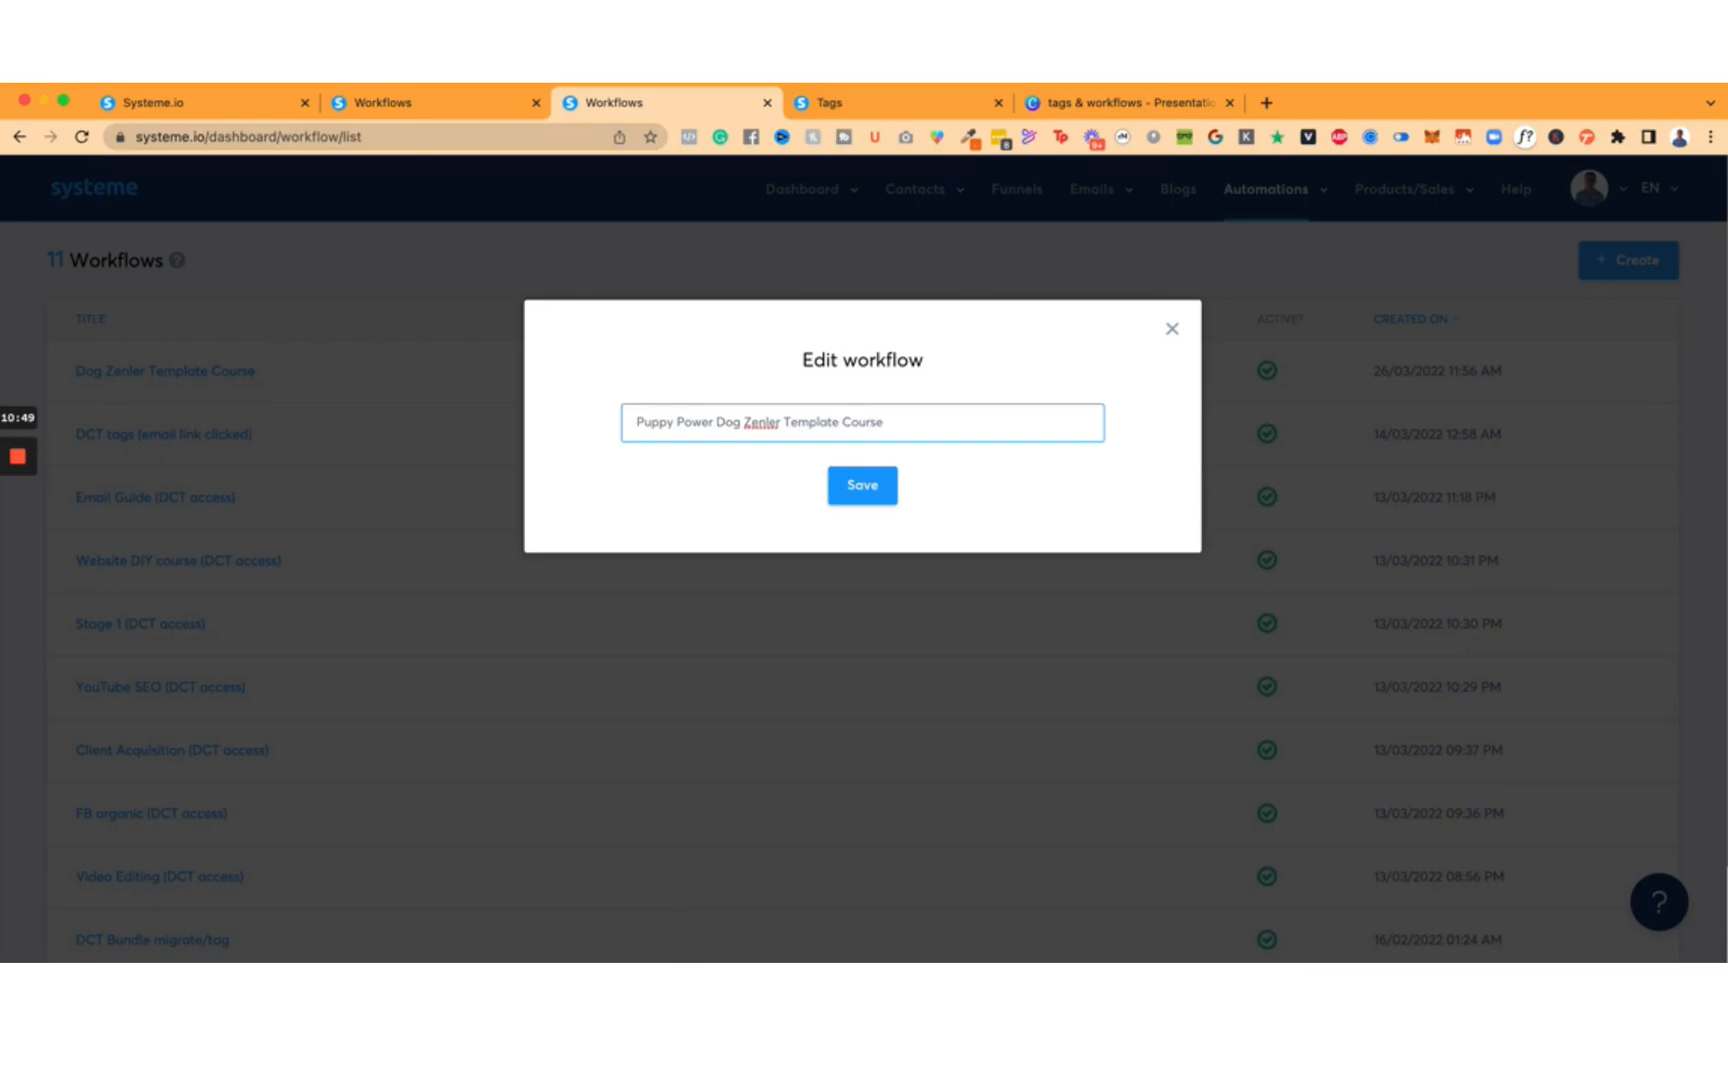 Systeme.io
Workflows
Workflows
Tags
tags & workflows - Presentatio
systeme.io/dashboard/workflow/list
systeme
Dashboard
Contacts
Funnels
Emails
Blogs
Automations
Products/Sales
Help
EN
11 Workflows
+ Create
TITLE
ACTIVE?
CREATED ON
Dog Zenler Template Course
26/03/2022 11:56 AM
DCT tags (email link clicked)
14/03/2022 12:58 AM
Email Guide (DCT access)
13/03/2022 11:18 PM
Website DIY course (DCT access)
13/03/2022 10:31 PM
Stage 1 (DCT access)
13/03/2022 10:30 PM
YouTube SEO (DCT access)
13/03/2022 10:29 PM
Client Acquisition (DCT access)
13/03/2022 09:37 PM
FB organic (DCT access)
13/03/2022 09:36 PM
Video Editing (DCT access)
13/03/2022 08:56 PM
DCT Bundle migrate/tag
16/02/2022 01:24 AM
Edit workflow
Puppy Power Dog Zenler Template Course
Save
10:49
?